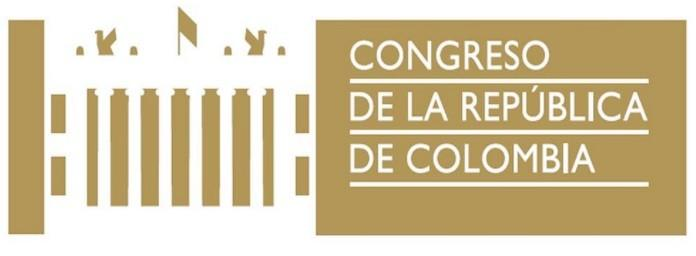 CONGRESO
DE LA REPÚBLICA
DE COLOMBIA